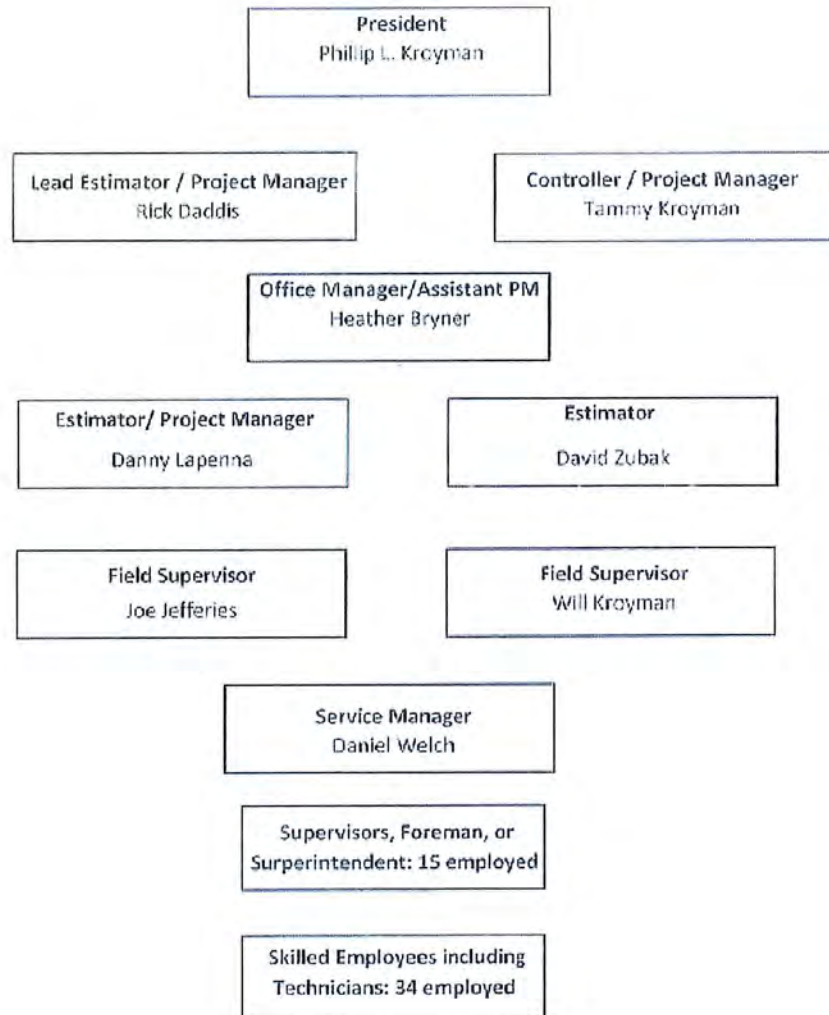 President
Phillip L. Kroyman
Lead Estimator / Project Manager
Rick Daddis
Controller / Project Manager
Tammy Kroyman
Office Manager/Assistant PM
Heather Bryner
Estimator/ Project Manager
Danny Lapenna
Estimator
David Zubak
Field Supervisor
Joe Jefferies
Field Supervisor
Will Kroyman
Service Manager
Daniel Welch
Supervisors, Foreman, or
Surperintendent: 15 employed
Skilled Employees including
Technicians: 34 employed